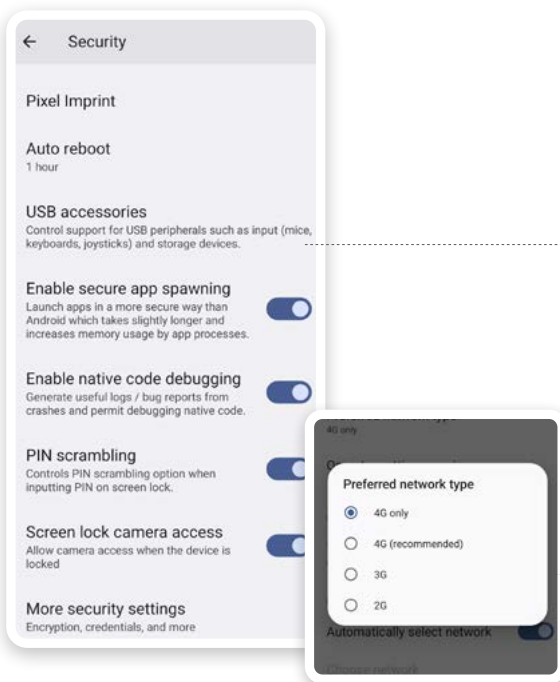 Security
Pixel Imprint
Auto reboot
1 hour
USB accessories
Control support for USB peripherals such as input (mice,
keyboards, joysticks) and storage devices.
Enable secure app spawning
Launch apps in a more secure way than
Android which takes slightly longer and
increases memory usage by app processes.
Enable native code debugging
Generate useful logs / bug reports from
crashes and permit debugging native code.
PIN scrambling
Controls PIN scrambling option when
inputting PIN on screen lock.
Screen lock camera access
Allow camera access when the device is
locked
More security settings
Encryption, credentials, and more
4G only
Preferred network type
4G only
4G (recommended)
3G
2G
Automatically select network
Choose network